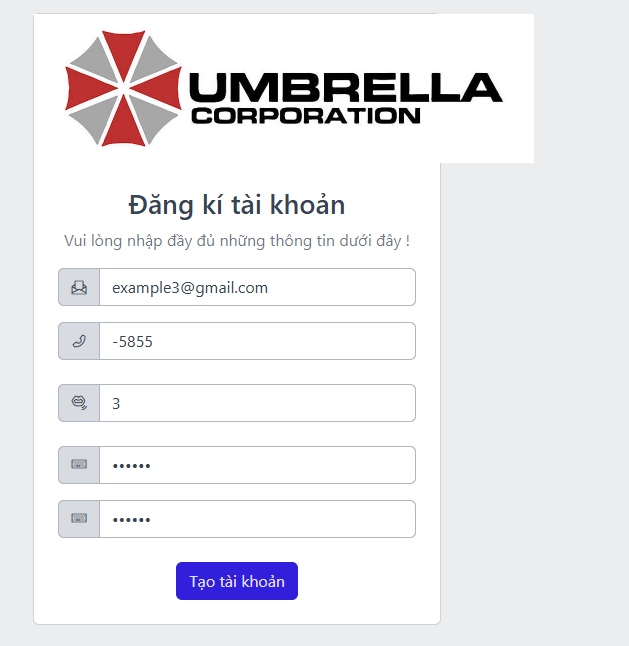 UMBRELLA
CORPORATION
Đăng kí tài khoản
Vui lòng nhập đầy đủ những thông tin dưới đây !
example3@gmail.com
-5855
3
••••••
••••••
Tạo tài khoản